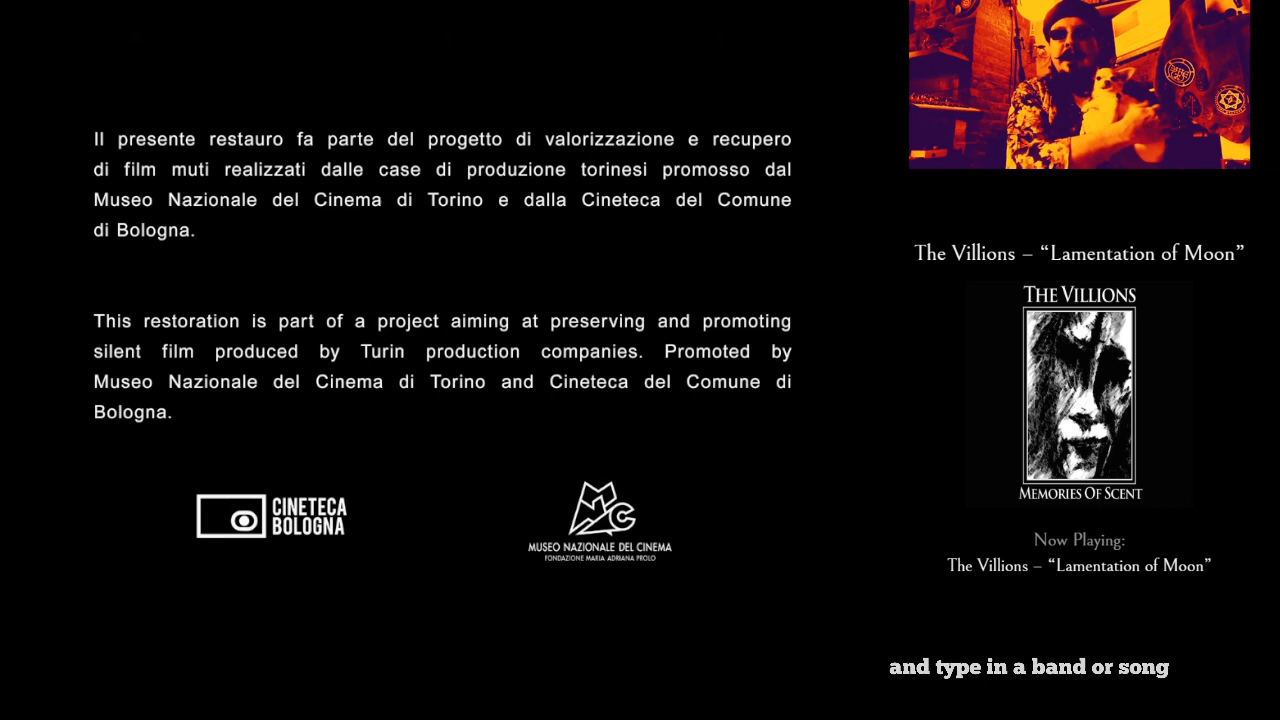 Il presente restauro fa parte del progetto di valorizzazione e recupero
di film muti realizzati dalle case di produzione torinesi promosso dal
Museo Nazionale del Cinema di Torino e dalla Cineteca del Comune
di Bologna.
This restoration is part of a project aiming at preserving and promoting
silent film produced by Turin production companies. Promoted by
Museo Nazionale del Cinema di Torino and Cineteca del Comune di
Bologna.
CINETECA
BOLOGNA
MUSEO NAZIONALE DEL CINEMA
FONDAZIONE MARIA ADRIANA PROLO
The Villions – “Lamentation of Moon”
THE VILLIONS
MEMORIES OF SCENT
Now Playing:
The Villions – “Lamentation of Moon”
and type in a band or song